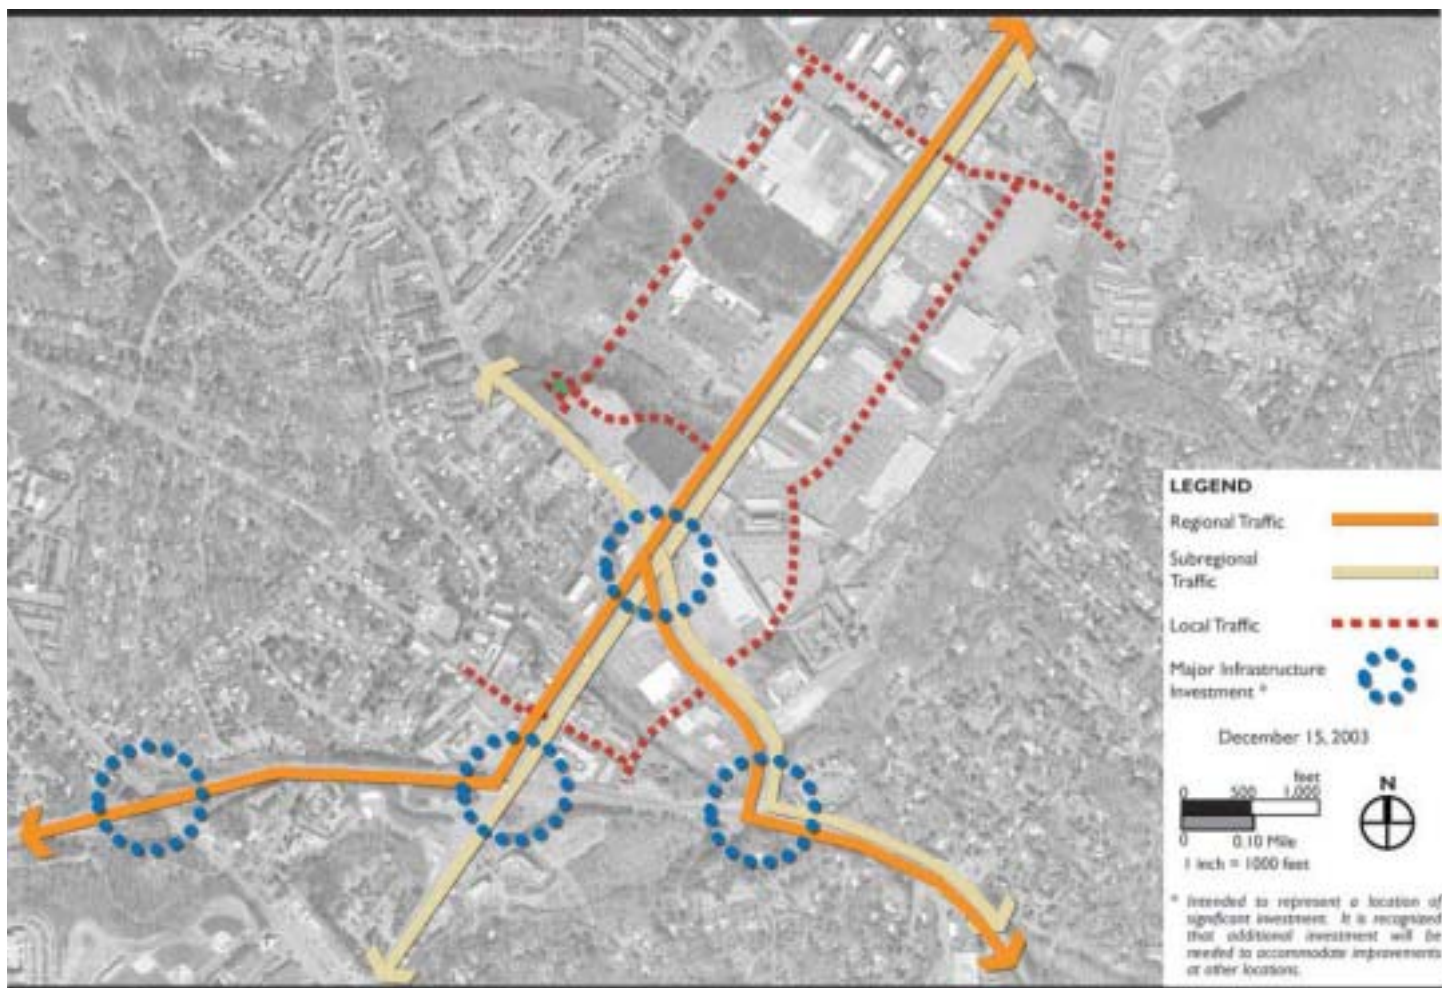 LEGEND
Regional Traffic
Subregional
Traffic
Local Traffic
Major Infrastructure
Investment *
December 15, 2003
feet
0 500 1,000
N
0 0.10 Mile
1 inch = 1000 feet
* Intended to represent a location of
signficant investment. It is recognized
that additional investment will be
needed to accommodate improvements
at other locations.